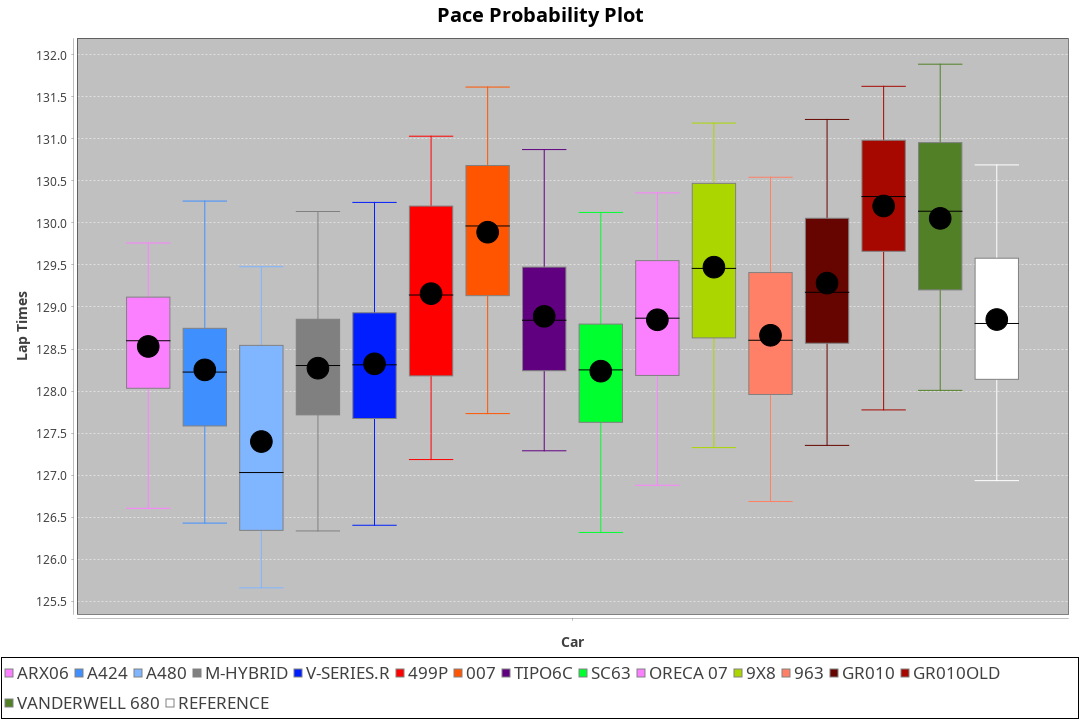 Pace Probability Plot
132.0
131.5
131.0
130.5
130.0
129.5
129.0
128.5
128.0
127.5
127.0
126.5
126.0
125.5
Lap Times
Car
ARX06 A424 A480 M-HYBRID V-SERIES.R 499P 007 TIPO6C SC63 ORECA 07 9X8 963 GR010 GR010OLD
VANDERWELL 680 REFERENCE